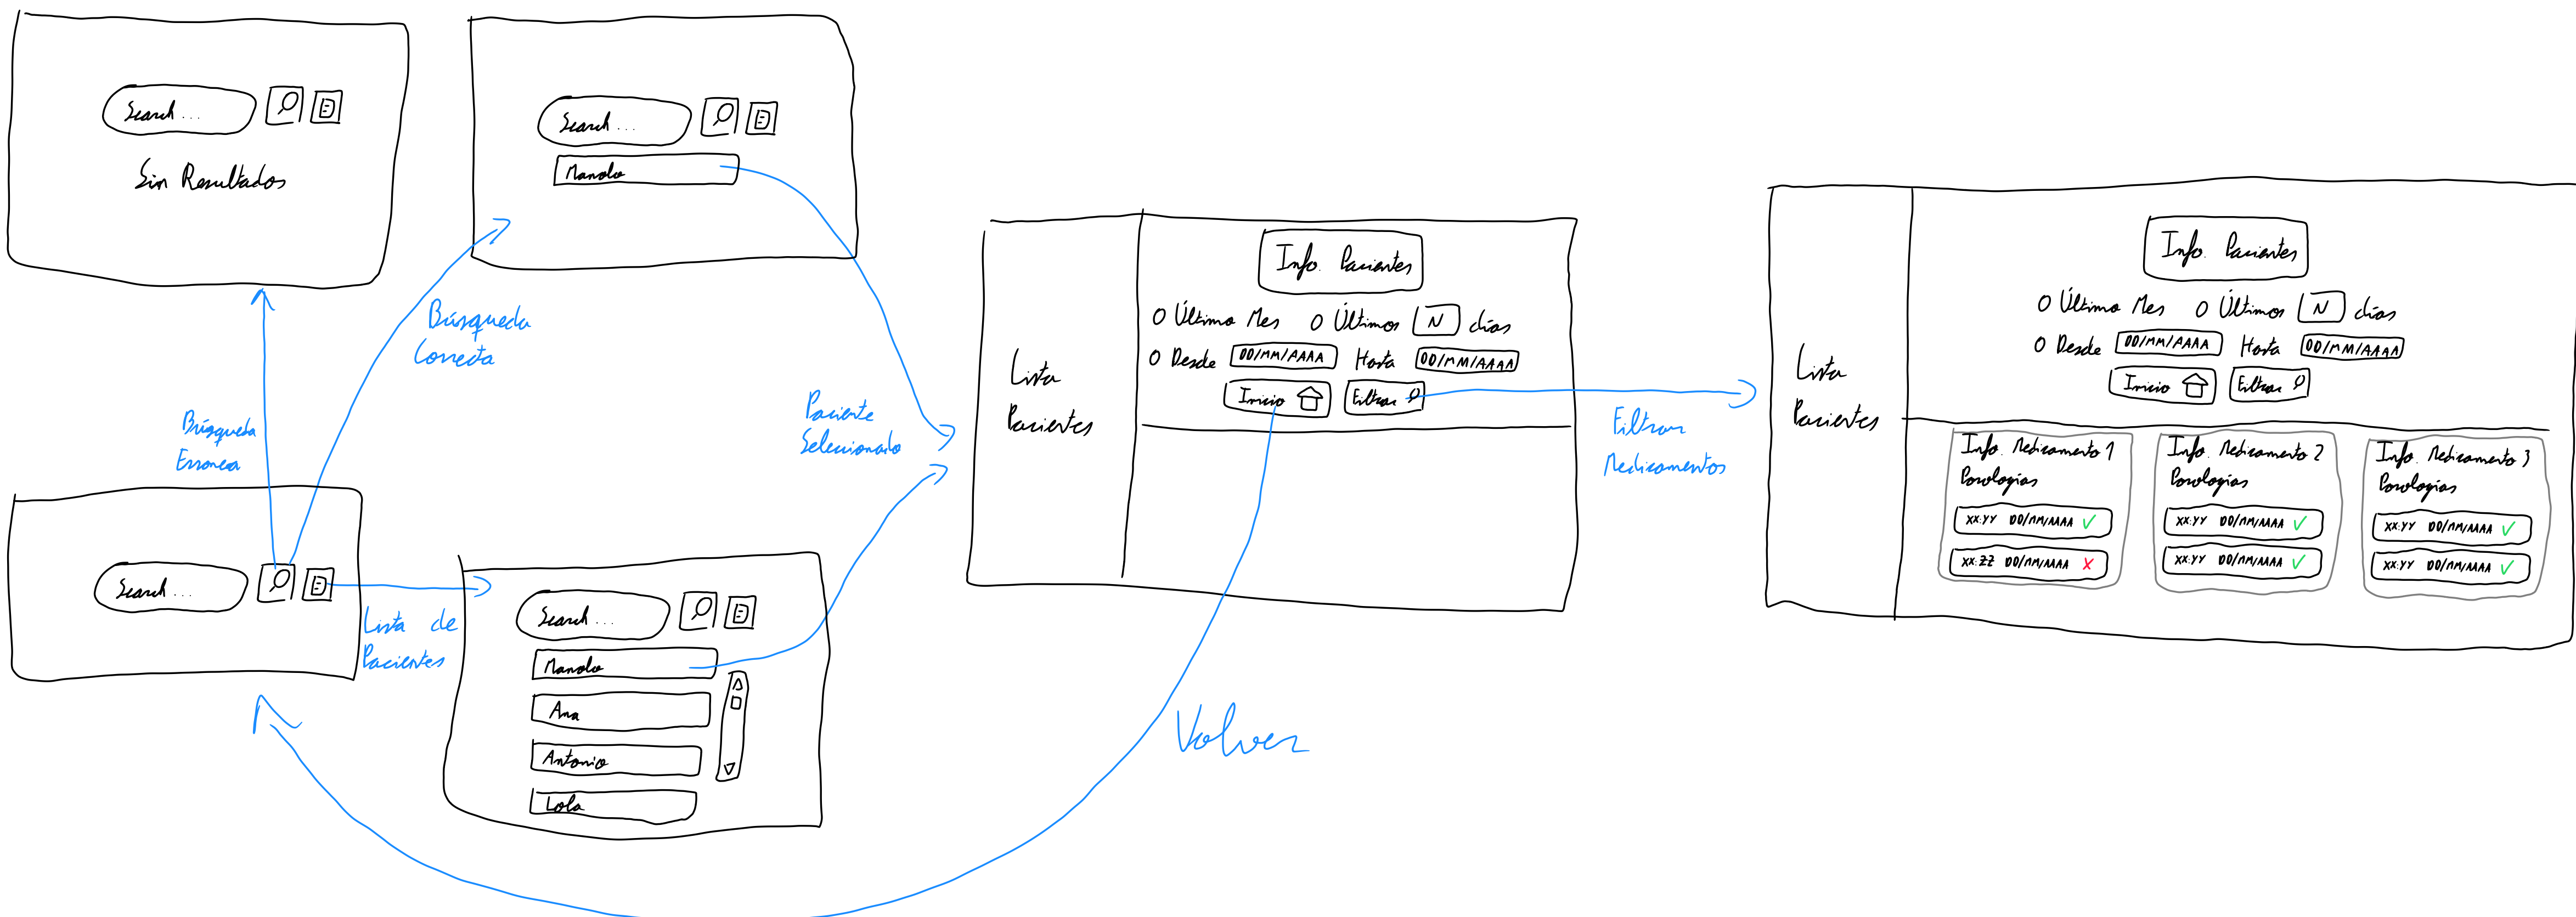 Search ...
Sin Resultados
Search ...
Manolo
Búsqueda
Correcta
Búsqueda
Erronea
Search ...
Lista de
Pacientes
Search ...
Manolo
Ana
Antonio
Lola
Paciente
Seleccionado
Lista
Pacientes
Info. Pacientes
Último Mes Últimos N días
Desde DD/MM/AAAA Hasta DD/MM/AAAA
Inicio Filtrar
Volver
Filtrar
Medicamentos
Lista
Pacientes
Info. Pacientes
Último Mes Últimos N días
Desde DD/MM/AAAA Hasta DD/MM/AAAA
Inicio Filtrar
Info. Medicamento 1
Posologías
XX:YY DD/MM/AAAA ✓
XX:ZZ DD/MM/AAAA X
Info. Medicamento 2
Posologías
XX:YY DD/MM/AAAA ✓
XX:YY DD/MM/AAAA ✓
Info. Medicamento 3
Posologías
XX:YY DD/MM/AAAA ✓
XX:YY DD/MM/AAAA ✓